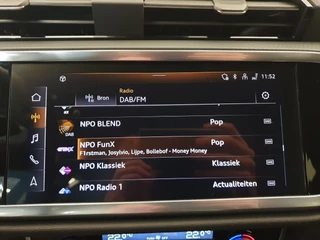 11:52
Radio
Bron
DAB/FM
NPO BLEND
Pop
NPO FunX
Pop
F1rstman, Josylvio, Lijpe, Bollebof - Money Money
NPO Klassiek
Klassiek
NPO Radio 1
Actualiteiten
22.0
22.0